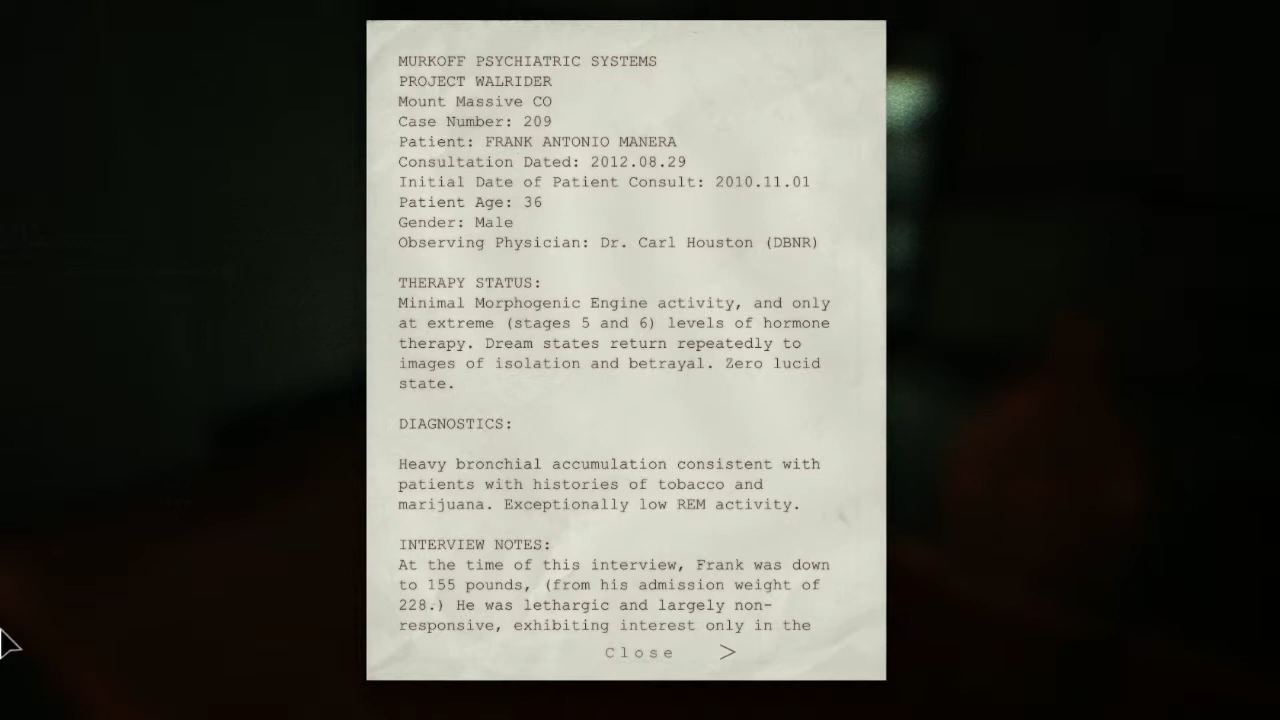 MURKOFF PSYCHIATRIC SYSTEMS
PROJECT WALRIDER
Mount Massive CO
Case Number: 209
Patient: FRANK ANTONIO MANERA
Consultation Dated: 2012.08.29
Initial Date of Patient Consult: 2010.11.01
Patient Age: 36
Gender: Male
Observing Physician: Dr. Carl Houston (DBNR)
THERAPY STATUS:
Minimal Morphogenic Engine activity, and only
at extreme (stages 5 and 6) levels of hormone
therapy. Dream states return repeatedly to
images of isolation and betrayal. Zero lucid
state.
DIAGNOSTICS:
Heavy bronchial accumulation consistent with
patients with histories of tobacco and
marijuana. Exceptionally low REM activity.
INTERVIEW NOTES:
At the time of this interview, Frank was down
to 155 pounds, (from his admission weight of
228.) He was lethargic and largely non-
responsive, exhibiting interest only in the
Close >